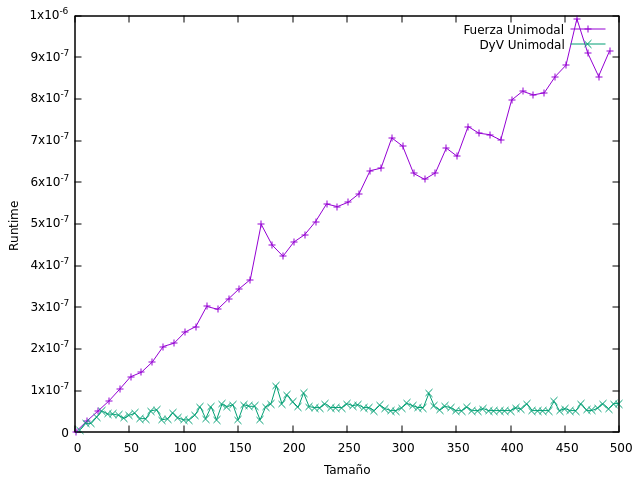 1x10^-6
9x10^-7
8x10^-7
7x10^-7
6x10^-7
5x10^-7
4x10^-7
3x10^-7
2x10^-7
1x10^-7
0
Runtime
Fuerza Unimodal
DyV Unimodal
0 50 100 150 200 250 300 350 400 450 500
Tamaño